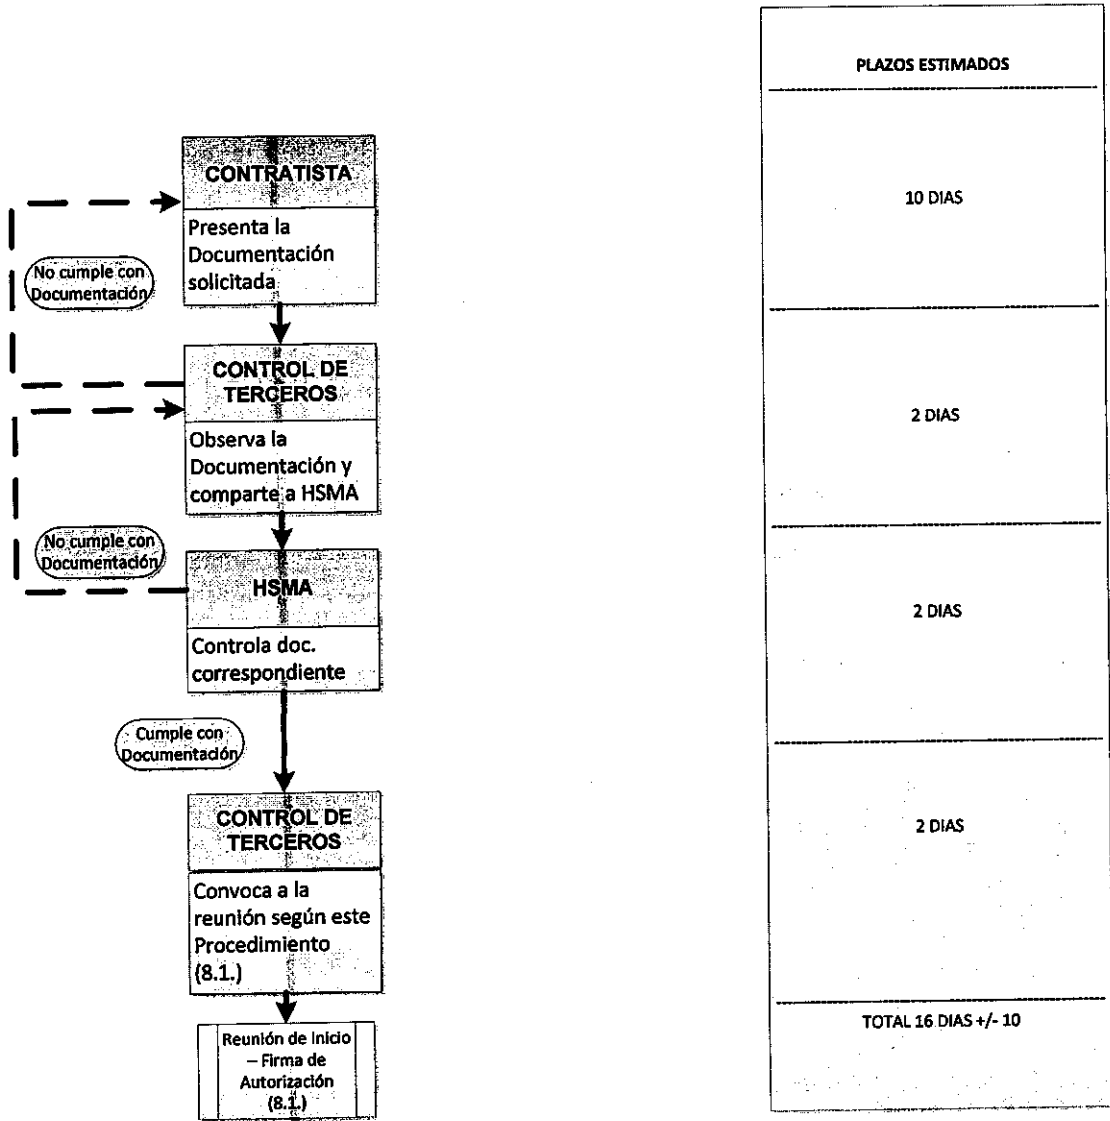 CONTRATISTA
Presenta la
Documentación
solicitada
No cumple con
Documentación
CONTROL DE
TERCEROS
Observa la
Documentación y
comparte a HSMA
No cumple con
Documentación
HSMA
Controla doc.
correspondiente
Cumple con
Documentación
CONTROL DE
TERCEROS
Convoca a la
reunión según este
Procedimiento
(8.1.)
Reunión de Inicio
– Firma de
Autorización
(8.1.)
PLAZOS ESTIMADOS
10 DIAS
2 DIAS
2 DIAS
2 DIAS
TOTAL 16 DIAS +/- 10